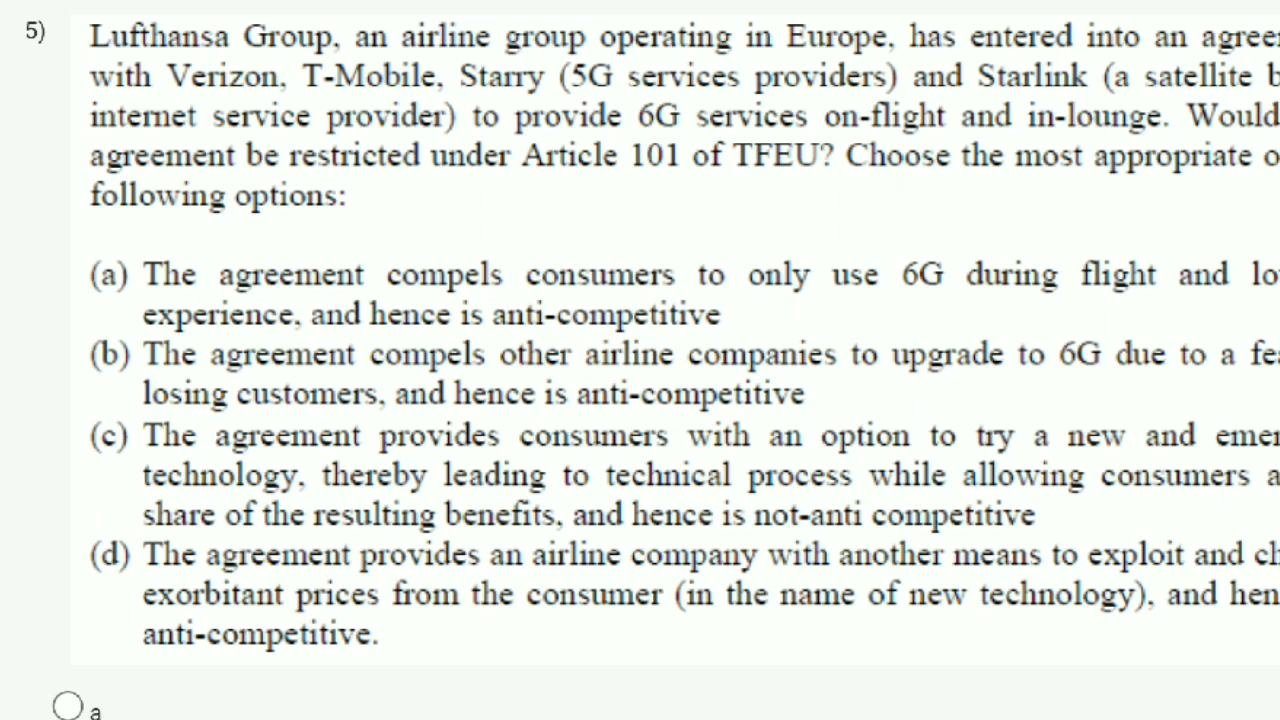 5)
Lufthansa Group, an airline group operating in Europe, has entered into an
with Verizon, T-Mobile, Starry (5G services providers) and Starlink (a satellite
internet service provider) to provide 6G services on-flight and in-lounge. Would
agreement be restricted under Article 101 of TFEU? Choose the most appropriate
following options:
(a) The agreement compels consumers to only use 6G during flight and
experience, and hence is anti-competitive
(b) The agreement compels other airline companies to upgrade to 6G due to a
losing customers, and hence is anti-competitive
(c) The agreement provides consumers with an option to try a new and
technology, thereby leading to technical process while allowing consumers
share of the resulting benefits, and hence is not-anti competitive
(d) The agreement provides an airline company with another means to exploit and
exorbitant prices from the consumer (in the name of new technology), and
anti-competitive.
a